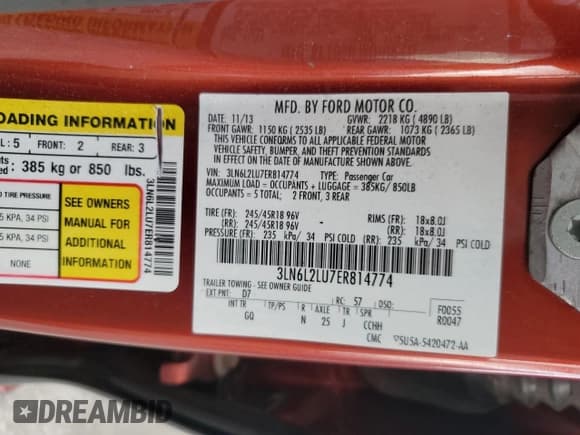 OADING INFORMATION
L: 5 FRONT: 2 REAR: 3
385 kg or 850 lbs.
D TIRE PRESSURE
5 KPA, 34 PSI
5 KPA, 34 PSI
NONE
SEE OWNERS
MANUAL FOR
ADDITIONAL
INFORMATION
3LN6L2LU7ER814774
MFD. BY FORD MOTOR CO.
DATE: 11/13 GVWR: 2218 KG ( 4890 LB)
FRONT GAWR: 1150 KG ( 2535 LB) REAR GAWR: 1073 KG ( 2365 LB)
THIS VEHICLE CONFORMS TO ALL APPLICABLE FEDERAL MOTOR
VEHICLE SAFETY, BUMPER, AND THEFT PREVENTION STANDARDS
IN EFFECT ON THE DATE OF MANUFACTURE SHOWN ABOVE.
VIN: 3LN6L2LU7ER814774 TYPE: Passenger Car
MAXIMUM LOAD = OCCUPANTS + LUGGAGE = 385KG/ 850LB
OCCUPANTS = 5 TOTAL; 2 FRONT, 3 REAR
TIRE (FR): 245/45R18 96V RIMS (FR): 18x8.0J
(RR): 245/45R18 96V (RR): 18x8.0J
PRESSURE (FR): 235 kPa/ 34 PSI COLD (RR): 235 kPa/ 34 PSI COLD
3LN6L2LU7ER814774
TRAILER TOWING - SEE OWNER GUIDE
EXT PNT: D7 RC: 57 DSO: F0055
INT TR TP/PS R AXLE TR SPR R0047
GQ N 25 J CCHH
CMC 5U5A-5420472-AA
DREAMBID